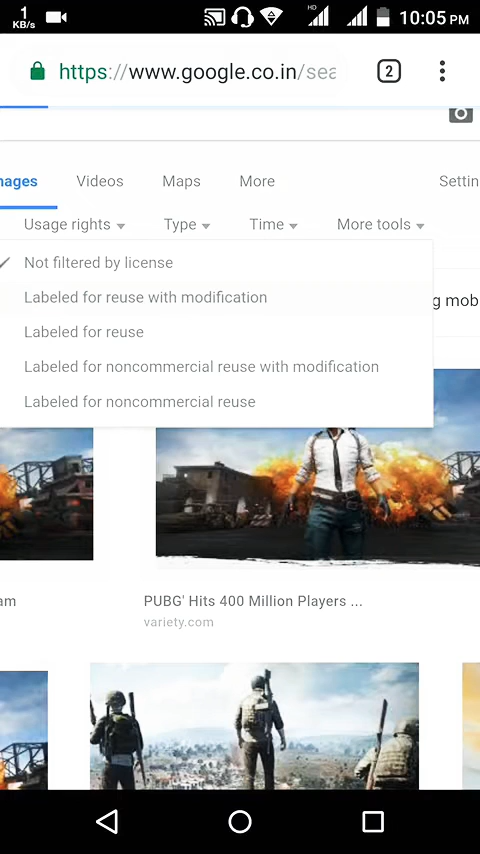 1
KB/s
HD
10:05 PM
https://www.google.co.in/sea
2
mages
Videos
Maps
More
Settin
Usage rights
Type
Time
More tools
Not filtered by license
Labeled for reuse with modification
g mob
Labeled for reuse
Labeled for noncommercial reuse with modification
Labeled for noncommercial reuse
am
PUBG' Hits 400 Million Players ...
variety.com